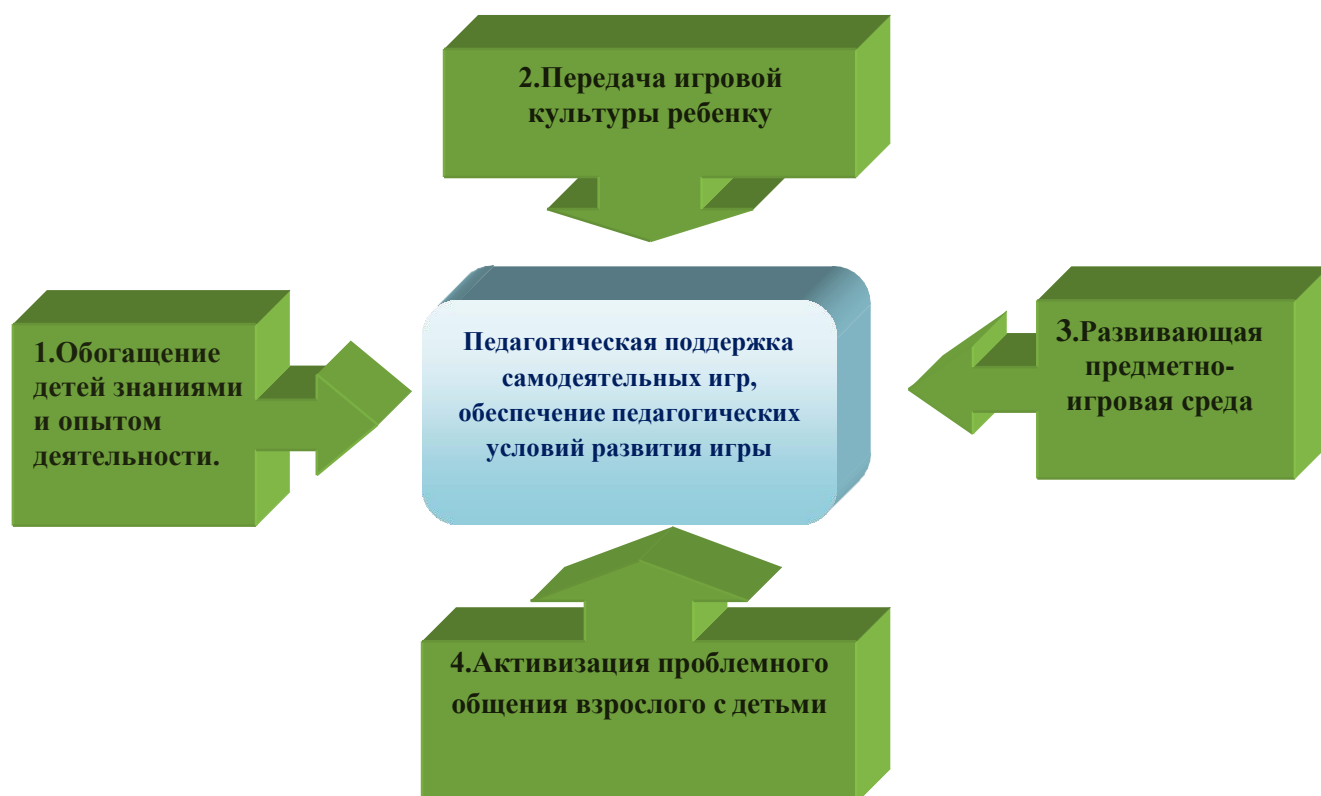 2.Передача игровой
культуры ребенку
1.Обогащение
детей знаниями
и опытом
деятельности.
Педагогическая поддержка
самодеятельных игр,
обеспечение педагогических
условий развития игры
3.Развивающая
предметно-
игровая среда
4.Активизация проблемного
общения взрослого с детьми